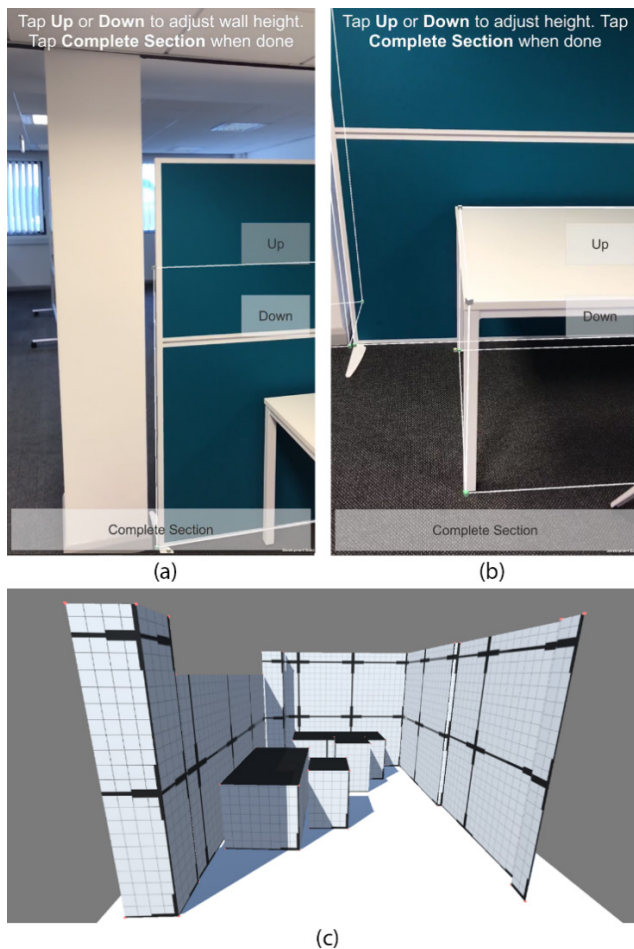 Tap Up or Down to adjust wall height.
Tap Complete Section when done
Up
Down
Complete Section
(a)
Tap Up or Down to adjust height. Tap
Complete Section when done
Up
Down
Complete Section
(b)
(c)